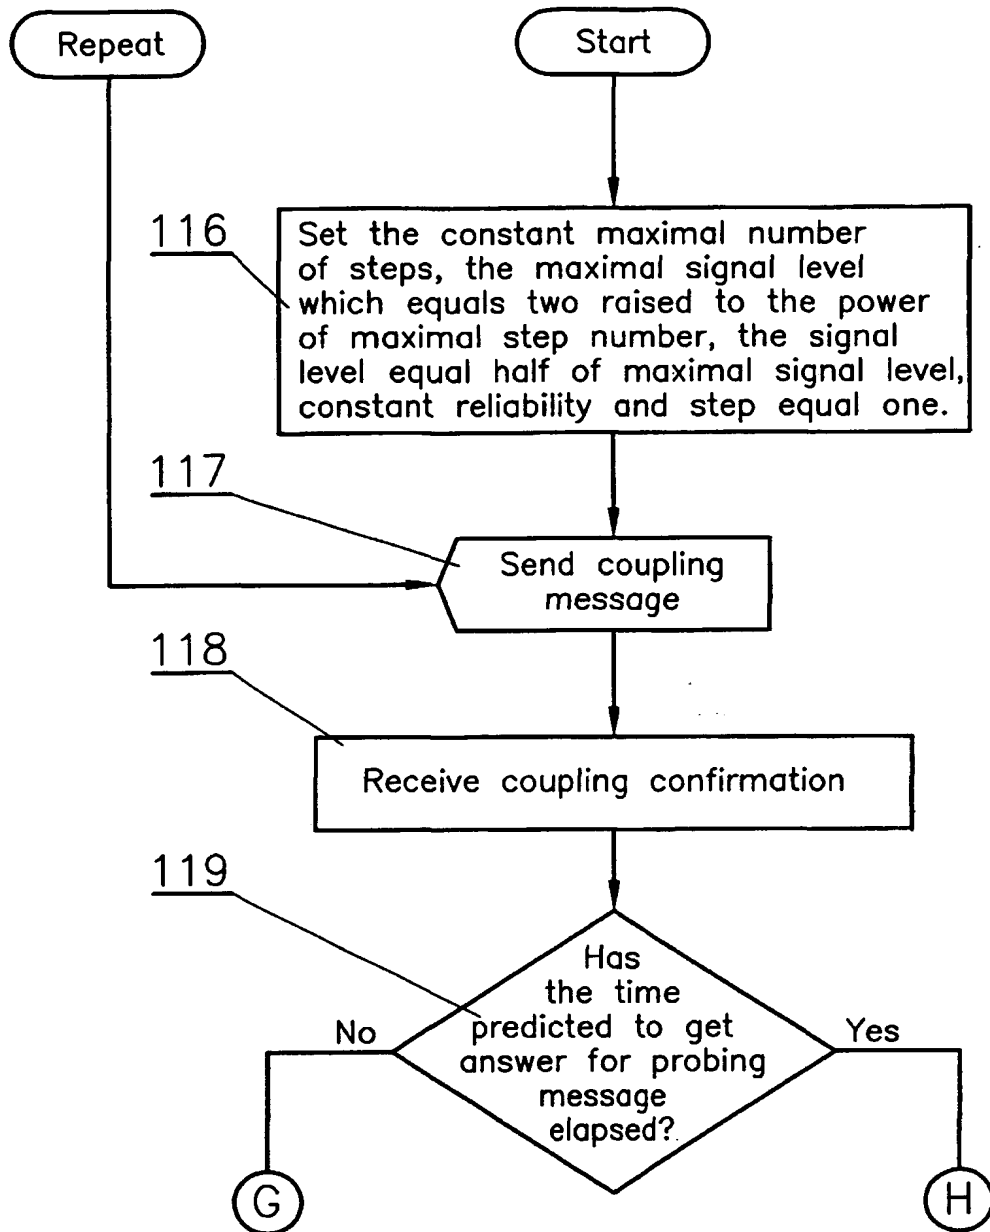 Repeat
Start
116
Set the constant maximal number
of steps, the maximal signal level
which equals two raised to the power
of maximal step number, the signal
level equal half of maximal signal level,
constant reliability and step equal one.
117
Send coupling
message
118
Receive coupling confirmation
119
Has
the time
predicted to get
answer for probing
message
elapsed?
No
Yes
G
H